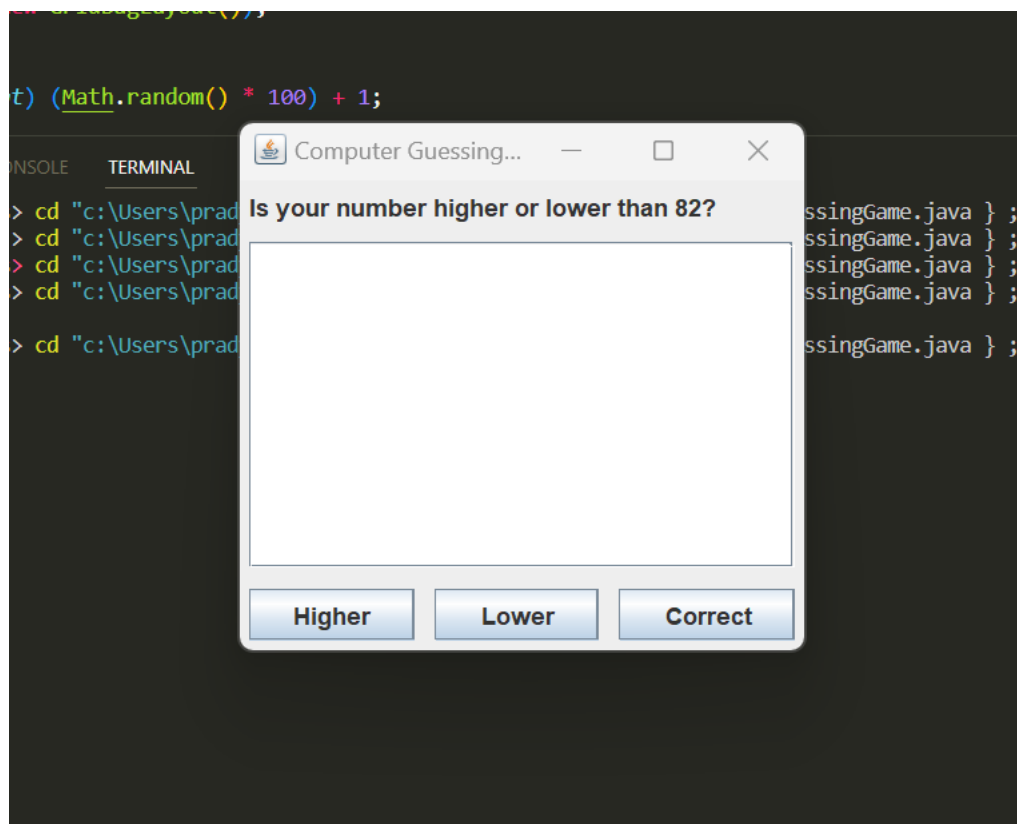 t) (Math.random() * 100) + 1;
TERMINAL
Computer Guessing...
Is your number higher or lower than 82?
> cd "c:\Users\prad
ssingGame.java } ;
> cd "c:\Users\prad
ssingGame.java } ;
> cd "c:\Users\prad
ssingGame.java } ;
> cd "c:\Users\prad
ssingGame.java } ;
> cd "c:\Users\prad
ssingGame.java } ;
Higher
Lower
Correct